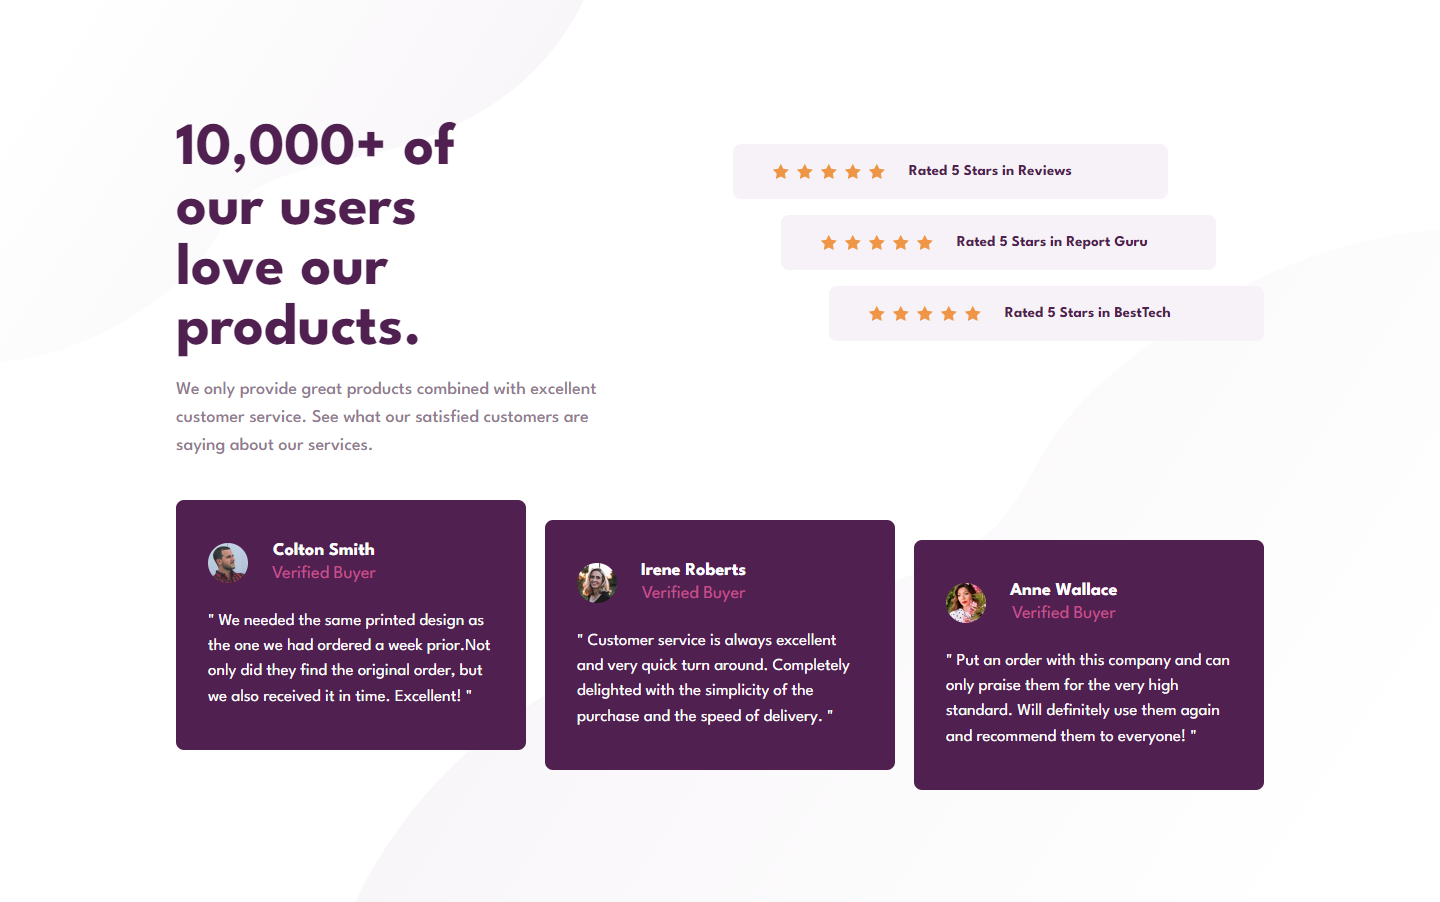 10,000+ of
our users
love our
products.
We only provide great products combined with excellent
customer service. See what our satisfied customers are
saying about our services.
Rated 5 Stars in Reviews
Rated 5 Stars in Report Guru
Rated 5 Stars in BestTech
Colton Smith
Verified Buyer
" We needed the same printed design as
the one we had ordered a week prior.Not
only did they find the original order, but
we also received it in time. Excellent! "
Irene Roberts
Verified Buyer
" Customer service is always excellent
and very quick turn around. Completely
delighted with the simplicity of the
purchase and the speed of delivery. "
Anne Wallace
Verified Buyer
" Put an order with this company and can
only praise them for the very high
standard. Will definitely use them again
and recommend them to everyone! "